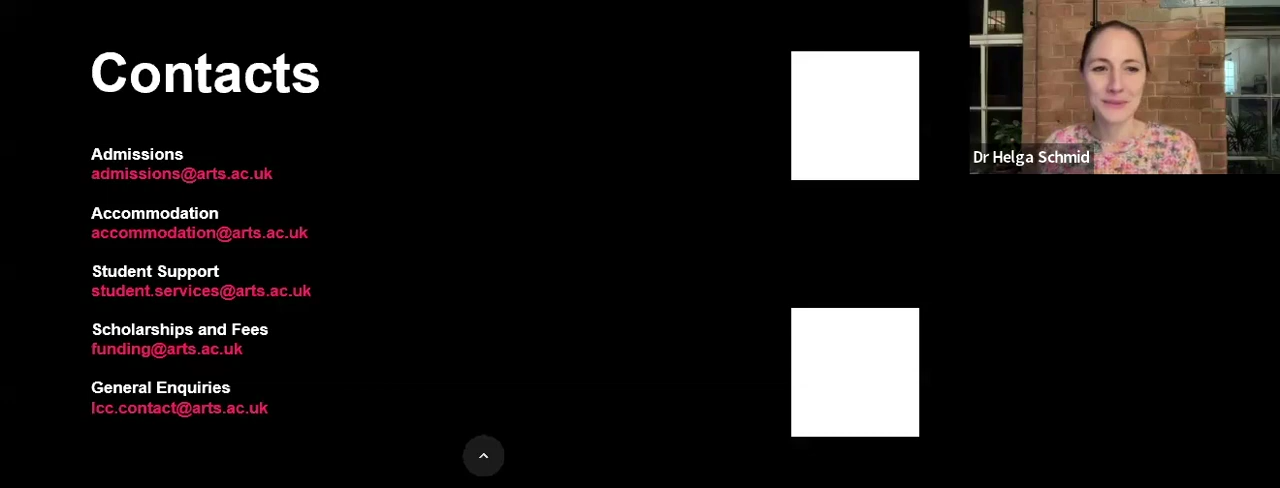 Contacts
Admissions
admissions@arts.ac.uk
Accommodation
accommodation@arts.ac.uk
Student Support
student.services@arts.ac.uk
Scholarships and Fees
funding@arts.ac.uk
General Enquiries
lcc.contact@arts.ac.uk
Dr Helga Schmid